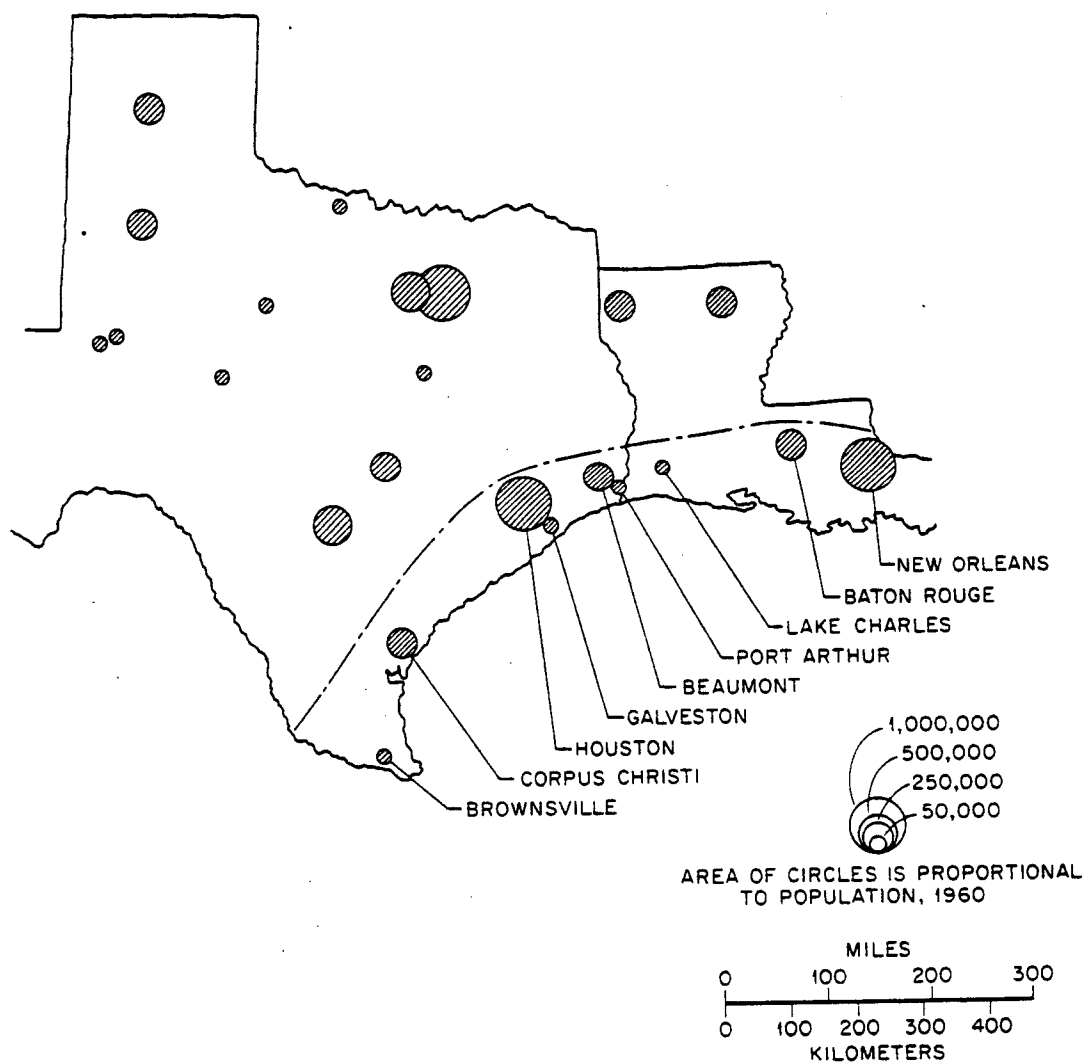 NEW ORLEANS
BATON ROUGE
LAKE CHARLES
PORT ARTHUR
BEAUMONT
GALVESTON
HOUSTON
CORPUS CHRISTI
BROWNSVILLE
1,000,000
500,000
250,000
50,000
AREA OF CIRCLES IS PROPORTIONAL
TO POPULATION, 1960
MILES
0 100 200 300
0 100 200 300 400
KILOMETERS